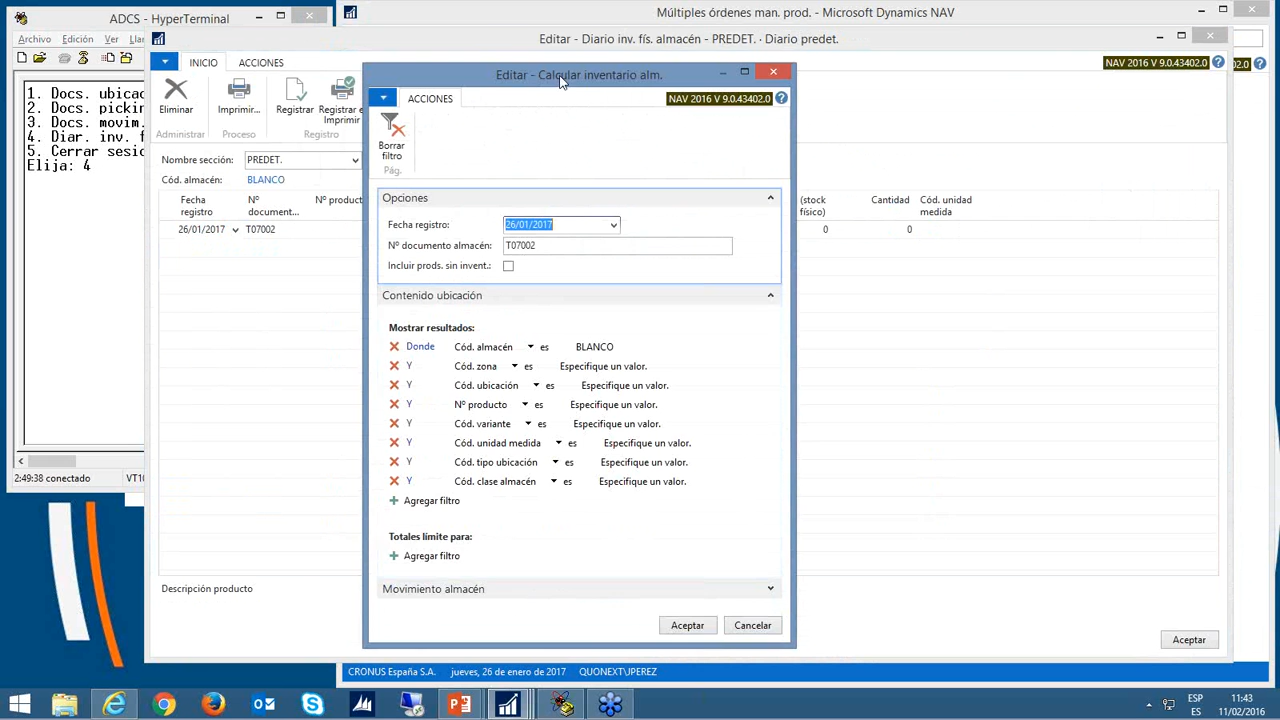 ADCS - HyperTerminal
Múltiples órdenes man. prod. - Microsoft Dynamics NAV
Archivo Edición Ver
Editar - Diario inv. fís. almacén - PREDET. · Diario predet.
INICIO ACCIONES
NAV 2016 V 9.0.43402.0
Editar - Calcular inventario alm.
ACCIONES
NAV 2016 V 9.0.43402.0
Eliminar
Imprimir...
Registrar
Registrar e
Imprimir
Administrar
Proceso
Registro
Borrar
filtro
Pág.
1. Docs. ubica
2. Docs. pickin
3. Docs. movim.
4. Diar. inv. f
5. Cerrar sesi
Elija: 4
Nombre sección: PREDET.
Cód. almacén: BLANCO
Fecha
registro
Nº
document...
Nº product
(stock
físico)
Cantidad
Cód. unidad
medida
26/01/2017 T07002 0 0
Opciones
Fecha registro: 26/01/2017
Nº documento almacén: T07002
Incluir prods. sin invent.:
Contenido ubicación
Mostrar resultados:
Donde Cód. almacén es BLANCO
Y Cód. zona es Especifique un valor.
Y Cód. ubicación es Especifique un valor.
Y Nº producto es Especifique un valor.
Y Cód. variante es Especifique un valor.
Y Cód. unidad medida es Especifique un valor.
Y Cód. tipo ubicación es Especifique un valor.
Y Cód. clase almacén es Especifique un valor.
Agregar filtro
Totales límite para:
Agregar filtro
Movimiento almacén
Aceptar Cancelar
2:49:38 conectado
Descripción producto
Aceptar
CRONUS España S.A. jueves, 26 de enero de 2017 QUONEXT\JPEREZ
ESP
ES
11:43
11/02/2016